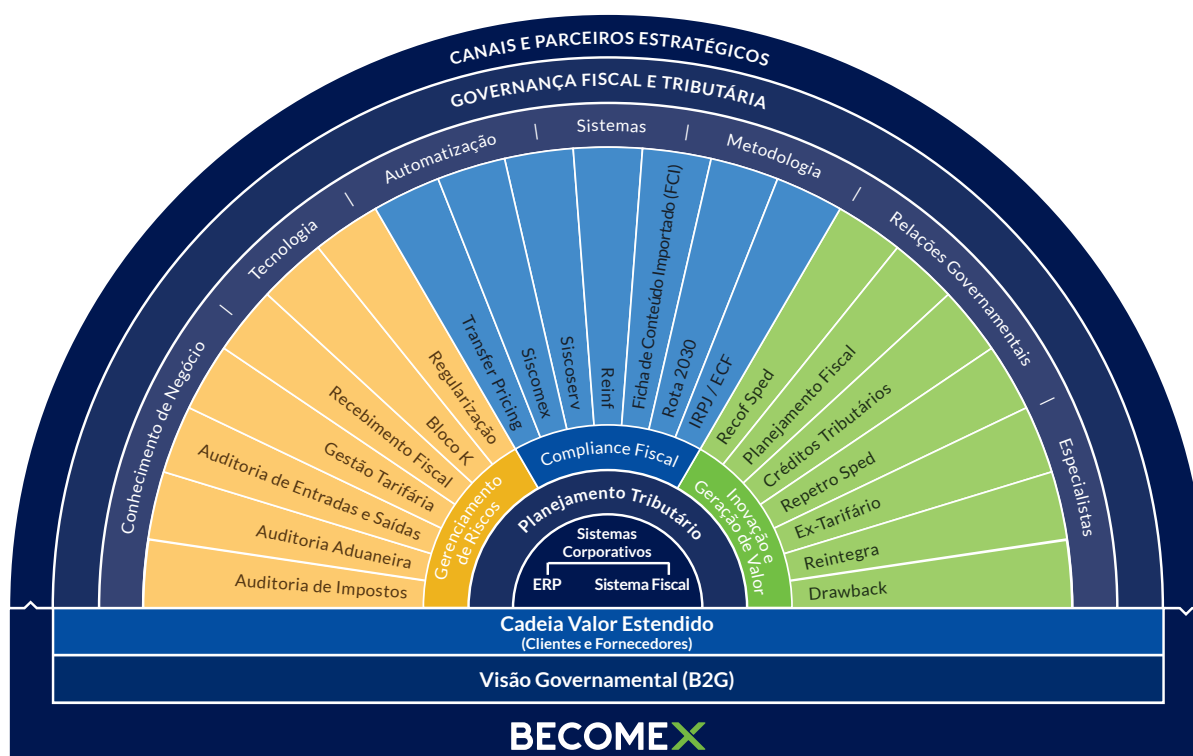 CANAIS E PARCEIROS ESTRATÉGICOS
GOVERNANÇA FISCAL E TRIBUTÁRIA
Conhecimento de Negócio | Tecnologia | Automatização | Sistemas | Metodologia | Relações Governamentais | Especialistas
Auditoria de Impostos
Auditoria Aduaneira
Auditoria de Entradas e Saídas
Gestão Tarifária
Recebimento Fiscal
Bloco K
Regularização
Transfer Pricing
Siscomex
Siscoserv
Reinf
Ficha de Conteúdo Importado (FCI)
Rota 2030
IRPJ / ECF
Recof Sped
Planejamento Fiscal
Créditos Tributários
Repetro Sped
Ex-Tarifário
Reintegra
Drawback
Gerenciamento
de Riscos
Compliance Fiscal
Inovação e
Geração de Valor
Planejamento Tributário
Sistemas
Corporativos
ERP
Sistema Fiscal
Cadeia Valor Estendido
(Clientes e Fornecedores)
Visão Governamental (B2G)
BECOMEX